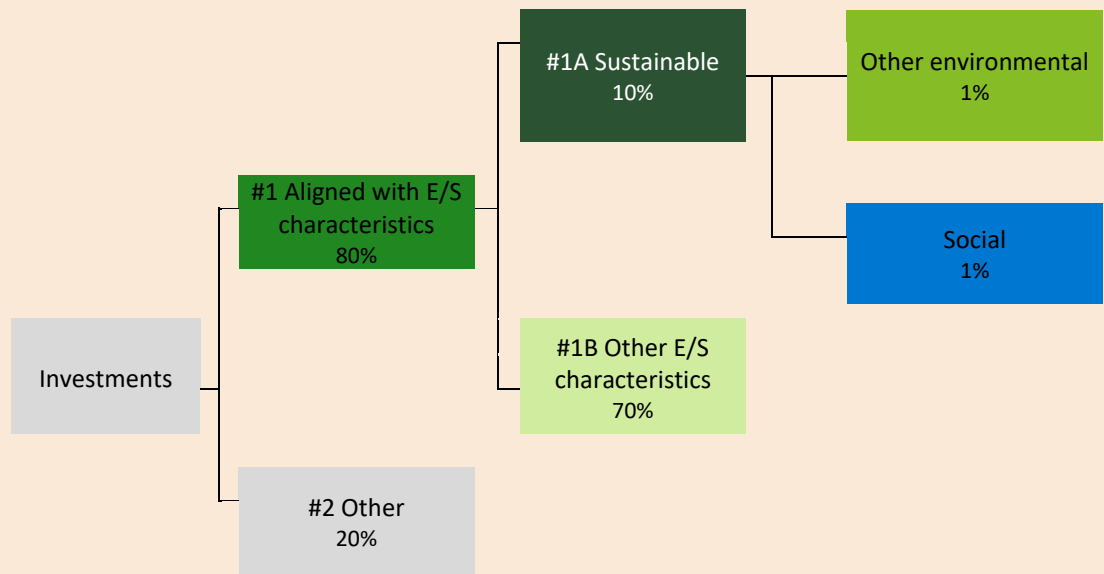 #1A Sustainable
10%
Other environmental
1%
#1 Aligned with E/S
characteristics
80%
Social
1%
Investments
#1B Other E/S
characteristics
70%
#2 Other
20%